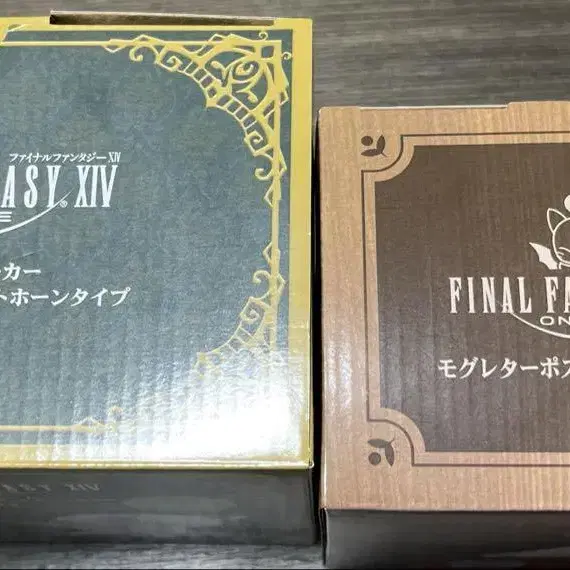 ファイナルファンタジーXIV
ASY XIV
ーカー
トホーンタイプ
ASY XIV
FINAL FA
ON
モグレターポス